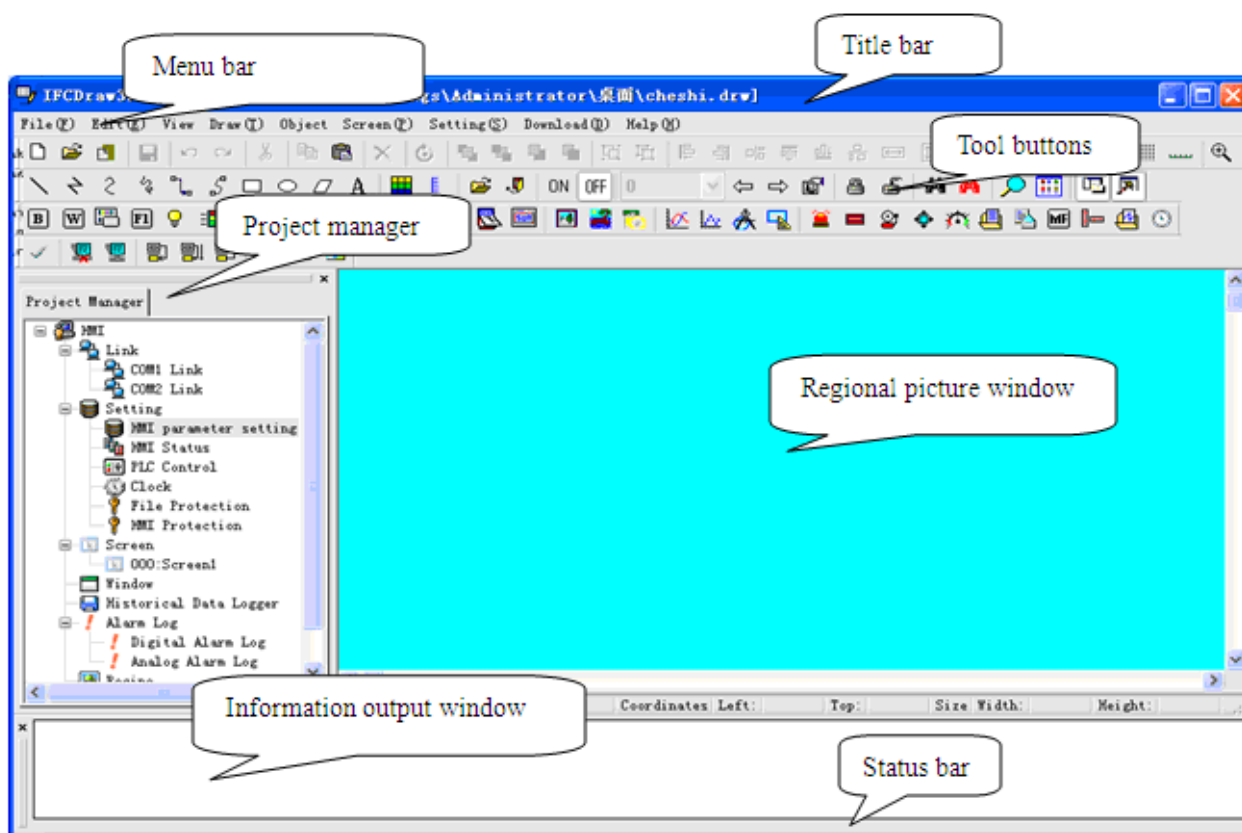 Menu bar
Title bar
IFCDraw3
gs\Administrator\桌面\cheshi.drw]
File(F) Edit(E) View Draw(T) Object Screen(P) Setting(S) Download(D) Help(H)
Tool buttons
A ON OFF 0
B W F1 MF
Project manager
Project Manager
HMI
Link
COM1 Link
COM2 Link
Regional picture window
Setting
HMI parameter setting
HMI Status
PLC Control
Clock
File Protection
HMI Protection
Screen
000:Screen1
Window
Historical Data Logger
Alarm Log
Digital Alarm Log
Analog Alarm Log
Information output window
Coordinates Left: Top: Size Width: Height:
Status bar